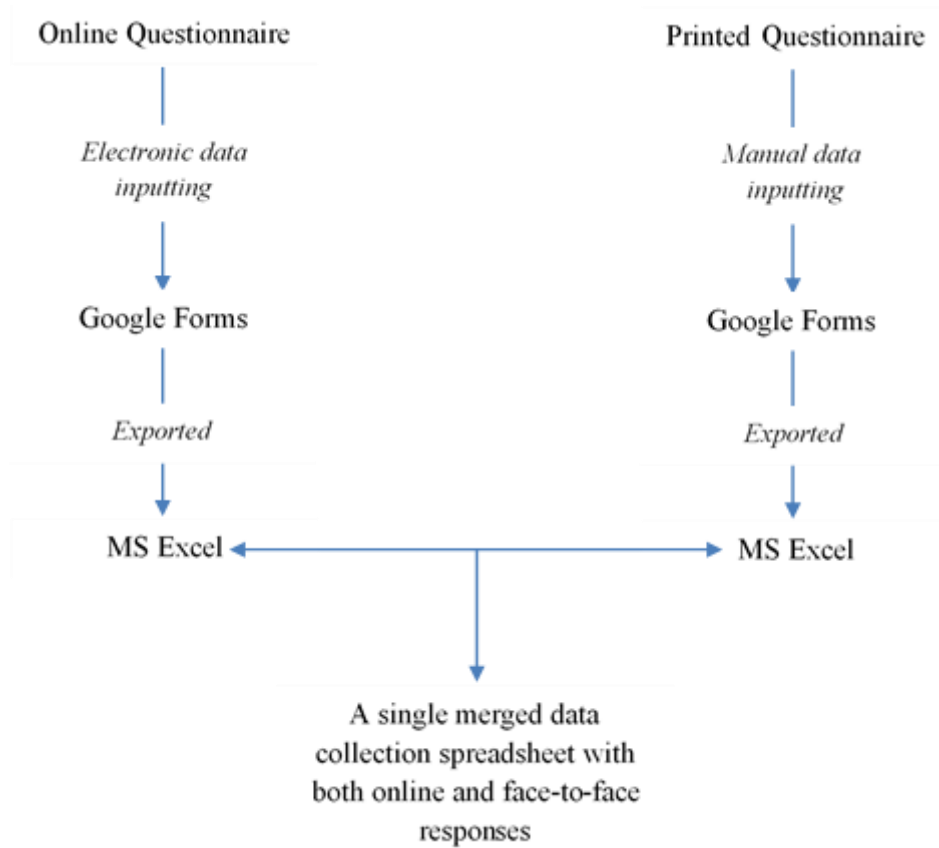 Online Questionnaire
Printed Questionnaire
Electronic data
inputting
Manual data
inputting
Google Forms
Google Forms
Exported
Exported
MS Excel
MS Excel
A single merged data
collection spreadsheet with
both online and face-to-face
responses